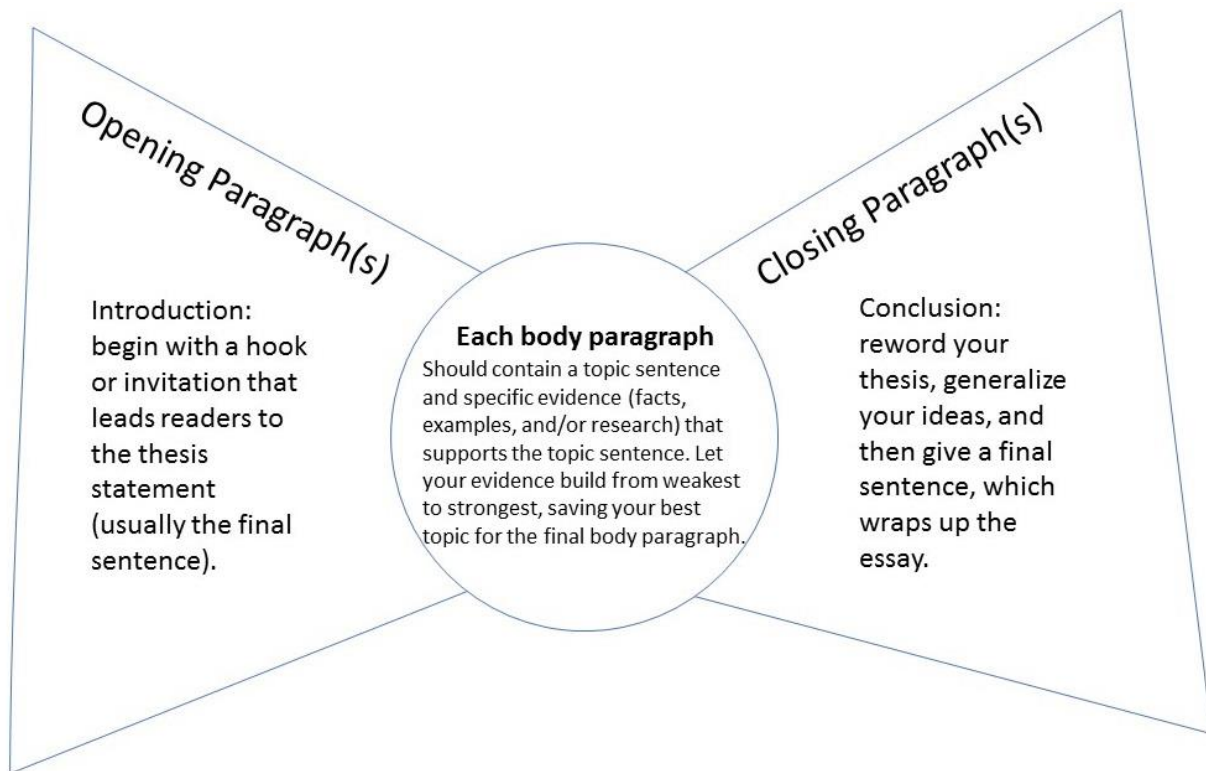 Opening Paragraph(s)
Introduction:
begin with a hook
or invitation that
leads readers to
the thesis
statement
(usually the final
sentence).
Each body paragraph
Should contain a topic sentence
and specific evidence (facts,
examples, and/or research) that
supports the topic sentence. Let
your evidence build from weakest
to strongest, saving your best
topic for the final body paragraph.
Closing Paragraph(s)
Conclusion:
reword your
thesis, generalize
your ideas, and
then give a final
sentence, which
wraps up the
essay.